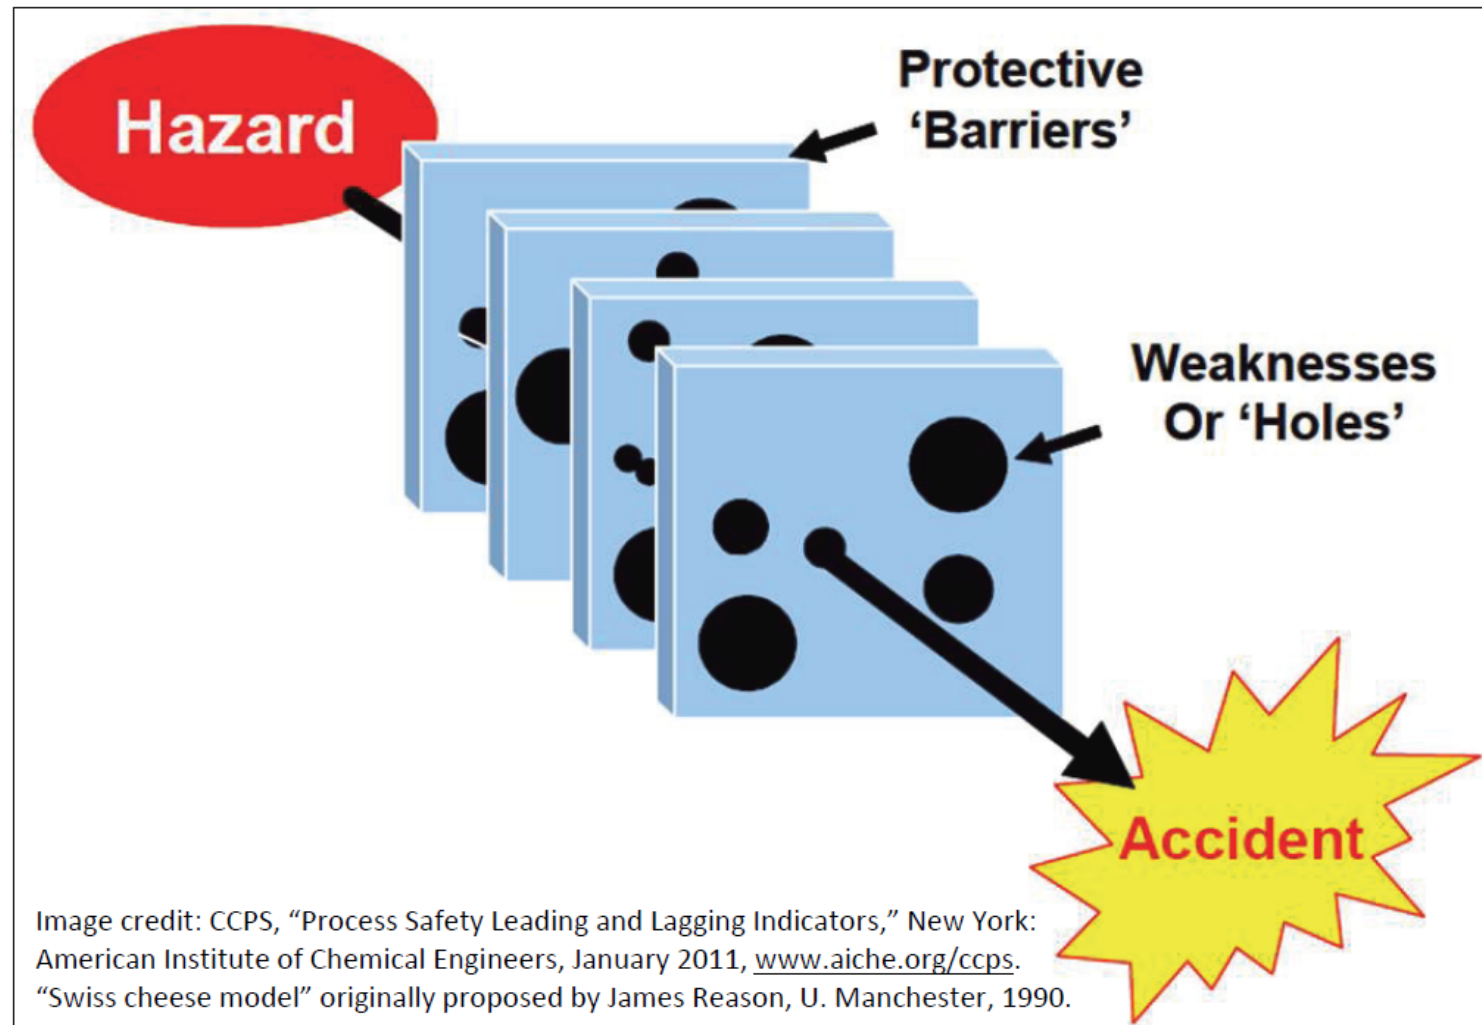 Hazard
Protective
‘Barriers’
Weaknesses
Or ‘Holes’
Accident
Image credit: CCPS, “Process Safety Leading and Lagging Indicators,” New York:
American Institute of Chemical Engineers, January 2011, www.aiche.org/ccps.
“Swiss cheese model” originally proposed by James Reason, U. Manchester, 1990.